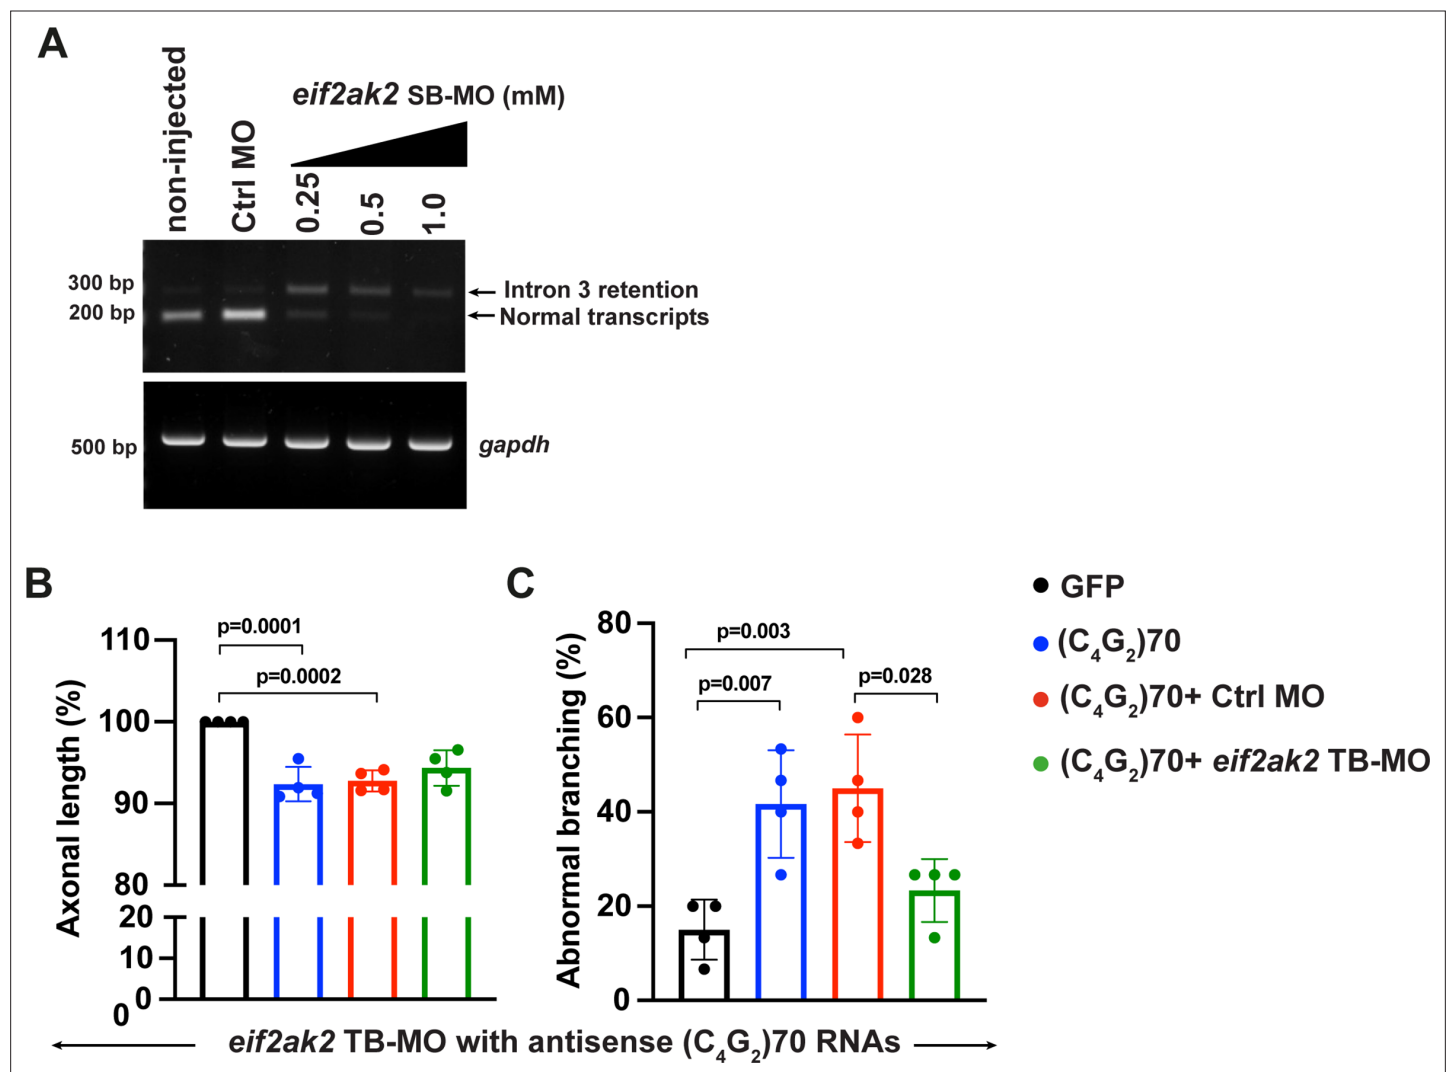 A
non-injected
Ctrl MO
eif2ak2 SB-MO (mM)
0.25
0.5
1.0
300 bp
200 bp
Intron 3 retention
Normal transcripts
500 bp
gapdh
B
Axonal length (%)
110
100
90
80
20
10
0
0
p=0.0001
p=0.0002
C
Abnormal branching (%)
80
60
40
20
0
p=0.003
p=0.007
p=0.028
GFP
(C4G2)70
(C4G2)70+ Ctrl MO
(C4G2)70+ eif2ak2 TB-MO
eif2ak2 TB-MO with antisense (C4G2)70 RNAs